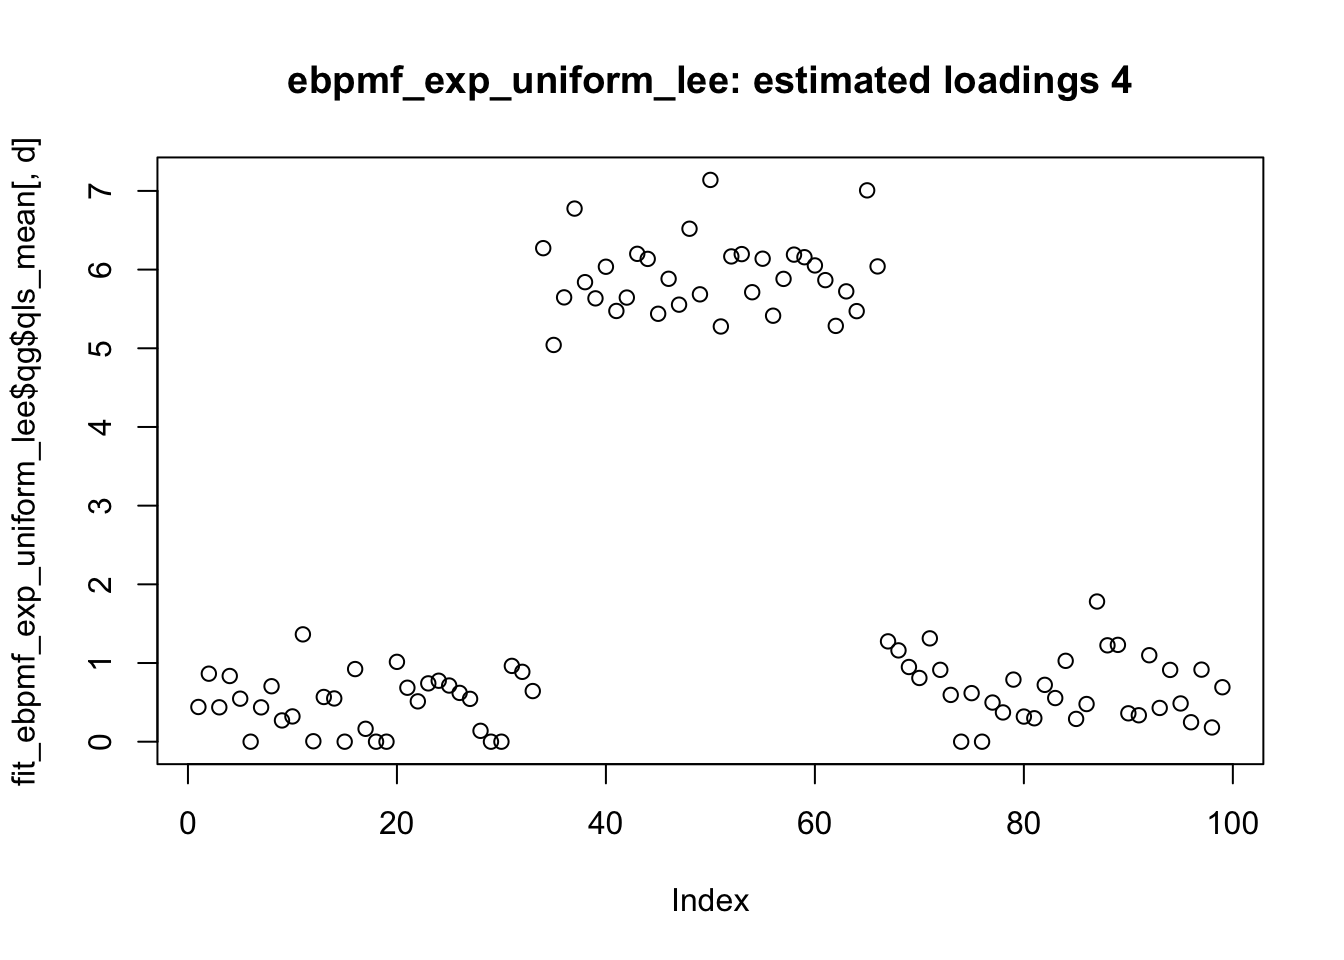 ebpmf_exp_uniform_lee: estimated loadings 4
fit_ebpmf_exp_uniform_lee$qg$qls_mean[, d]
7
6
5
4
3
2
1
0
0 20 40 60 80 100
Index